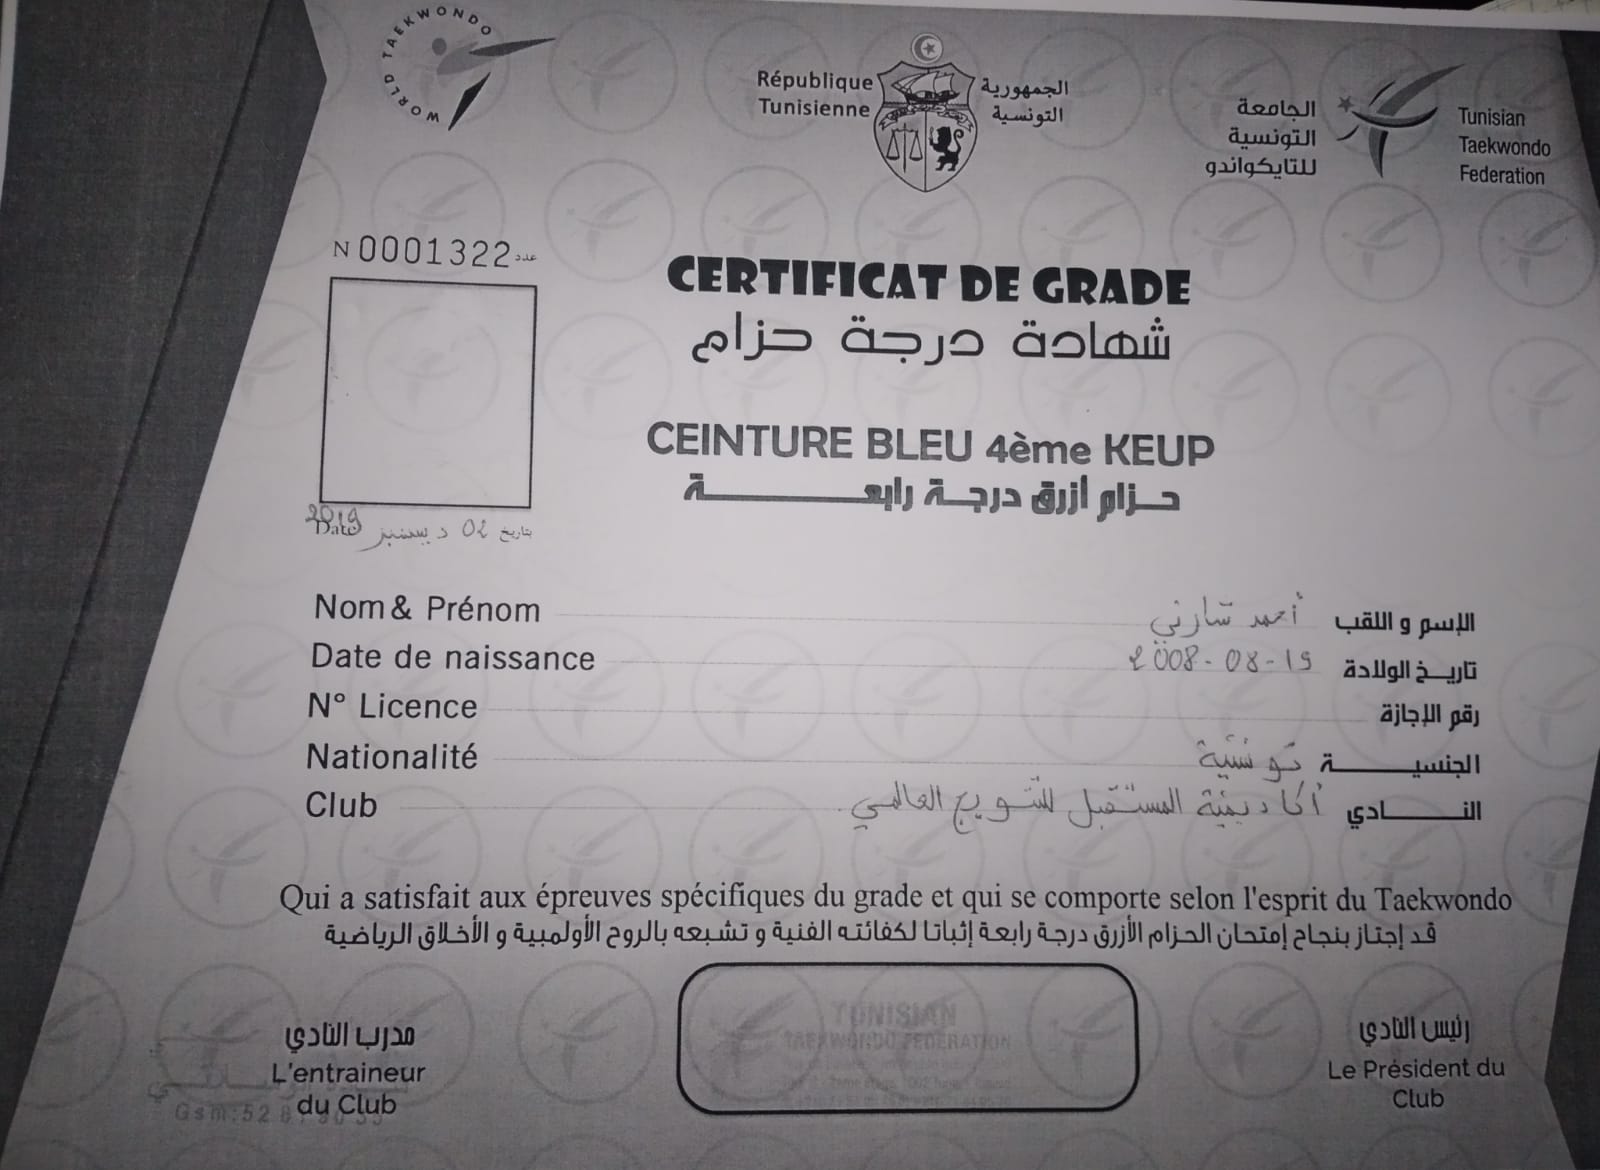 WORLD TAEKWONDO
République
Tunisienne
الجمهورية
التونسية
الجامعة
التونسية
للتايكواندو
Tunisian
Taekwondo
Federation
N 0001322 عدد
CERTIFICAT DE GRADE
شهادة درجة حزام
CEINTURE BLEU 4ème KEUP
حزام أزرق درجة رابعة
Date 2019 بتاريخ 02 ديسمبر
Nom & Prénom أحمد شارني الإسم و اللقب
Date de naissance 2008-08-19 تاريخ الولادة
N° Licence رقم الإجازة
Nationalité تونسية الجنسية
Club أكاديمية المستقبل للتتويج العالمي النادي
Qui a satisfait aux épreuves spécifiques du grade et qui se comporte selon l'esprit du Taekwondo
قد إجتاز بنجاح إمتحان الحزام الأزرق درجة رابعة إثباتا لكفائته الفنية و تشبعه بالروح الأولمبية و الأخلاق الرياضية
مدرب النادي
L'entraineur
du Club
Gsm:52
TUNISIAN
TAEKWONDO FEDERATION
رئيس النادي
Le Président du
Club